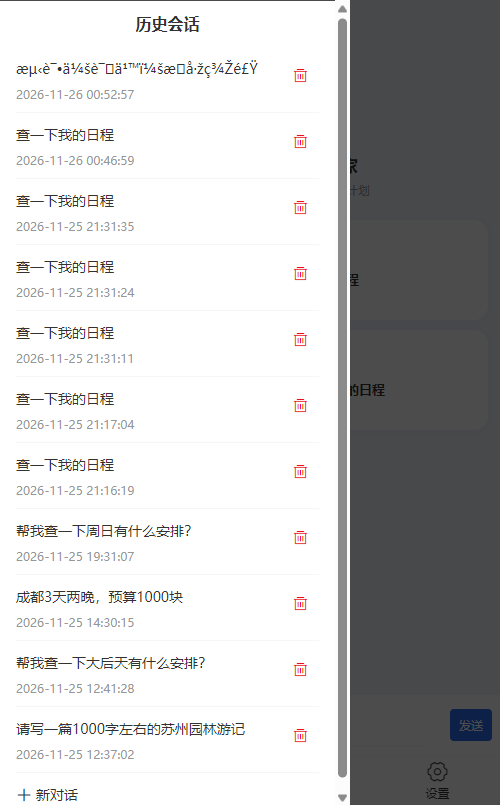 历史会话
æµ‹è¯•ä¼šè¯�ä¹™ï¼šæ�­å·žç¾Žé£Ÿ
2026-11-26 00:52:57
查一下我的日程
2026-11-26 00:46:59
查一下我的日程
2026-11-25 21:31:35
查一下我的日程
2026-11-25 21:31:24
查一下我的日程
2026-11-25 21:31:11
查一下我的日程
2026-11-25 21:17:04
查一下我的日程
2026-11-25 21:16:19
帮我查一下周日有什么安排？
2026-11-25 19:31:07
成都3天两晚，预算1000块
2026-11-25 14:30:15
帮我查一下大后天有什么安排？
2026-11-25 12:41:28
请写一篇1000字左右的苏州园林游记
2026-11-25 12:37:02
新对话
家
计划
程
的日程
发送
设置